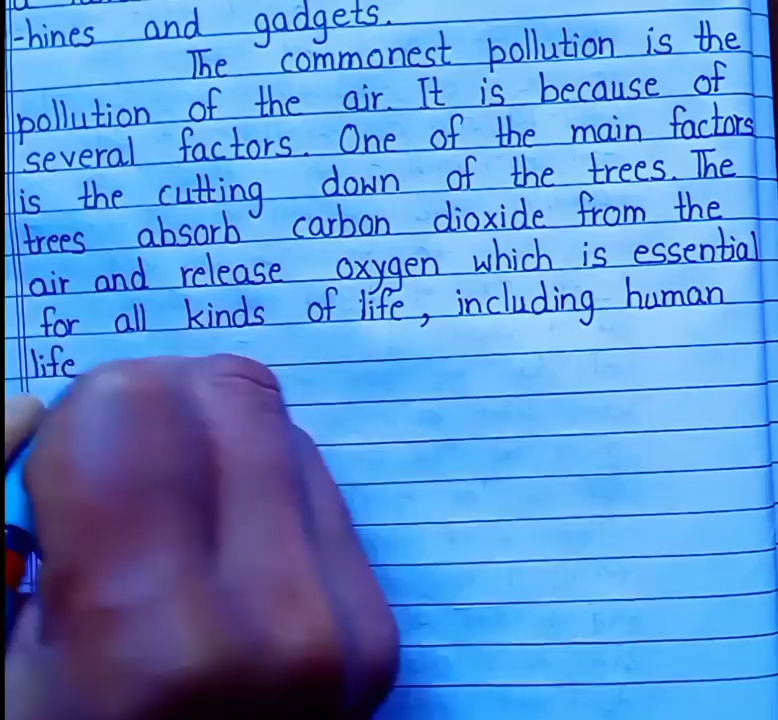 -hines and gadgets.
The commonest pollution is the
pollution of the air. It is because of
several factors. One of the main factors
is the cutting down of the trees. The
trees absorb carbon dioxide from the
air and release oxygen which is essential
for all kinds of life, including human
life